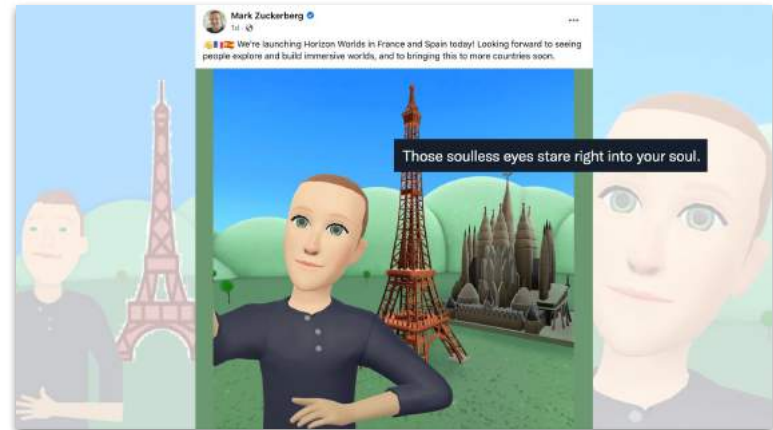 Mark Zuckerberg
1d ·
👋🇫🇷🇪🇸 We're launching Horizon Worlds in France and Spain today! Looking forward to seeing
people explore and build immersive worlds, and to bringing this to more countries soon.
Those soulless eyes stare right into your soul.